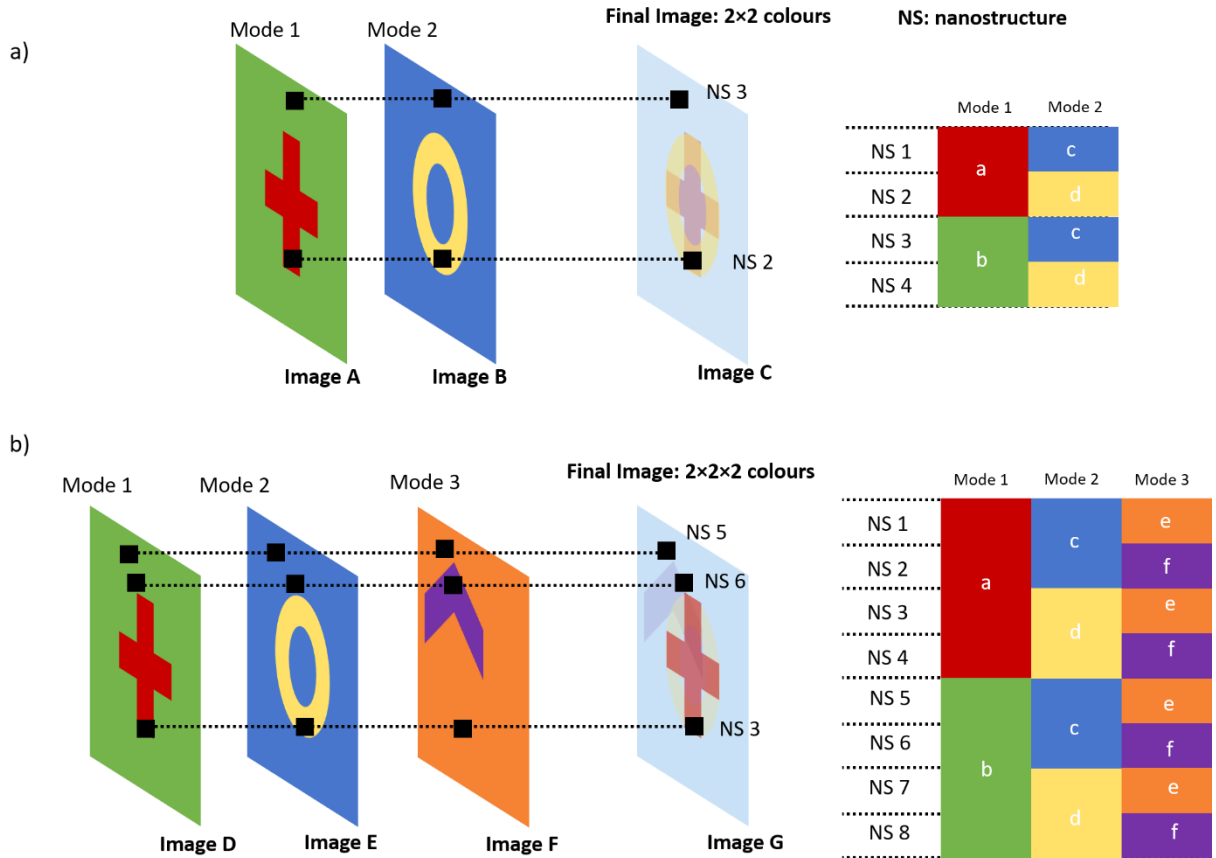 Final Image: 2×2 colours
NS: nanostructure
Mode 1
Mode 2
a)
NS 3
NS 2
Image A
Image B
Image C
Mode 1
Mode 2
NS 1
a
c
NS 2
d
NS 3
b
c
NS 4
d
b)
Final Image: 2×2×2 colours
Mode 1
Mode 2
Mode 3
NS 5
NS 6
NS 3
Image D
Image E
Image F
Image G
Mode 1
Mode 2
Mode 3
NS 1
a
c
e
NS 2
f
NS 3
d
e
NS 4
f
NS 5
b
c
e
NS 6
f
NS 7
d
e
NS 8
f